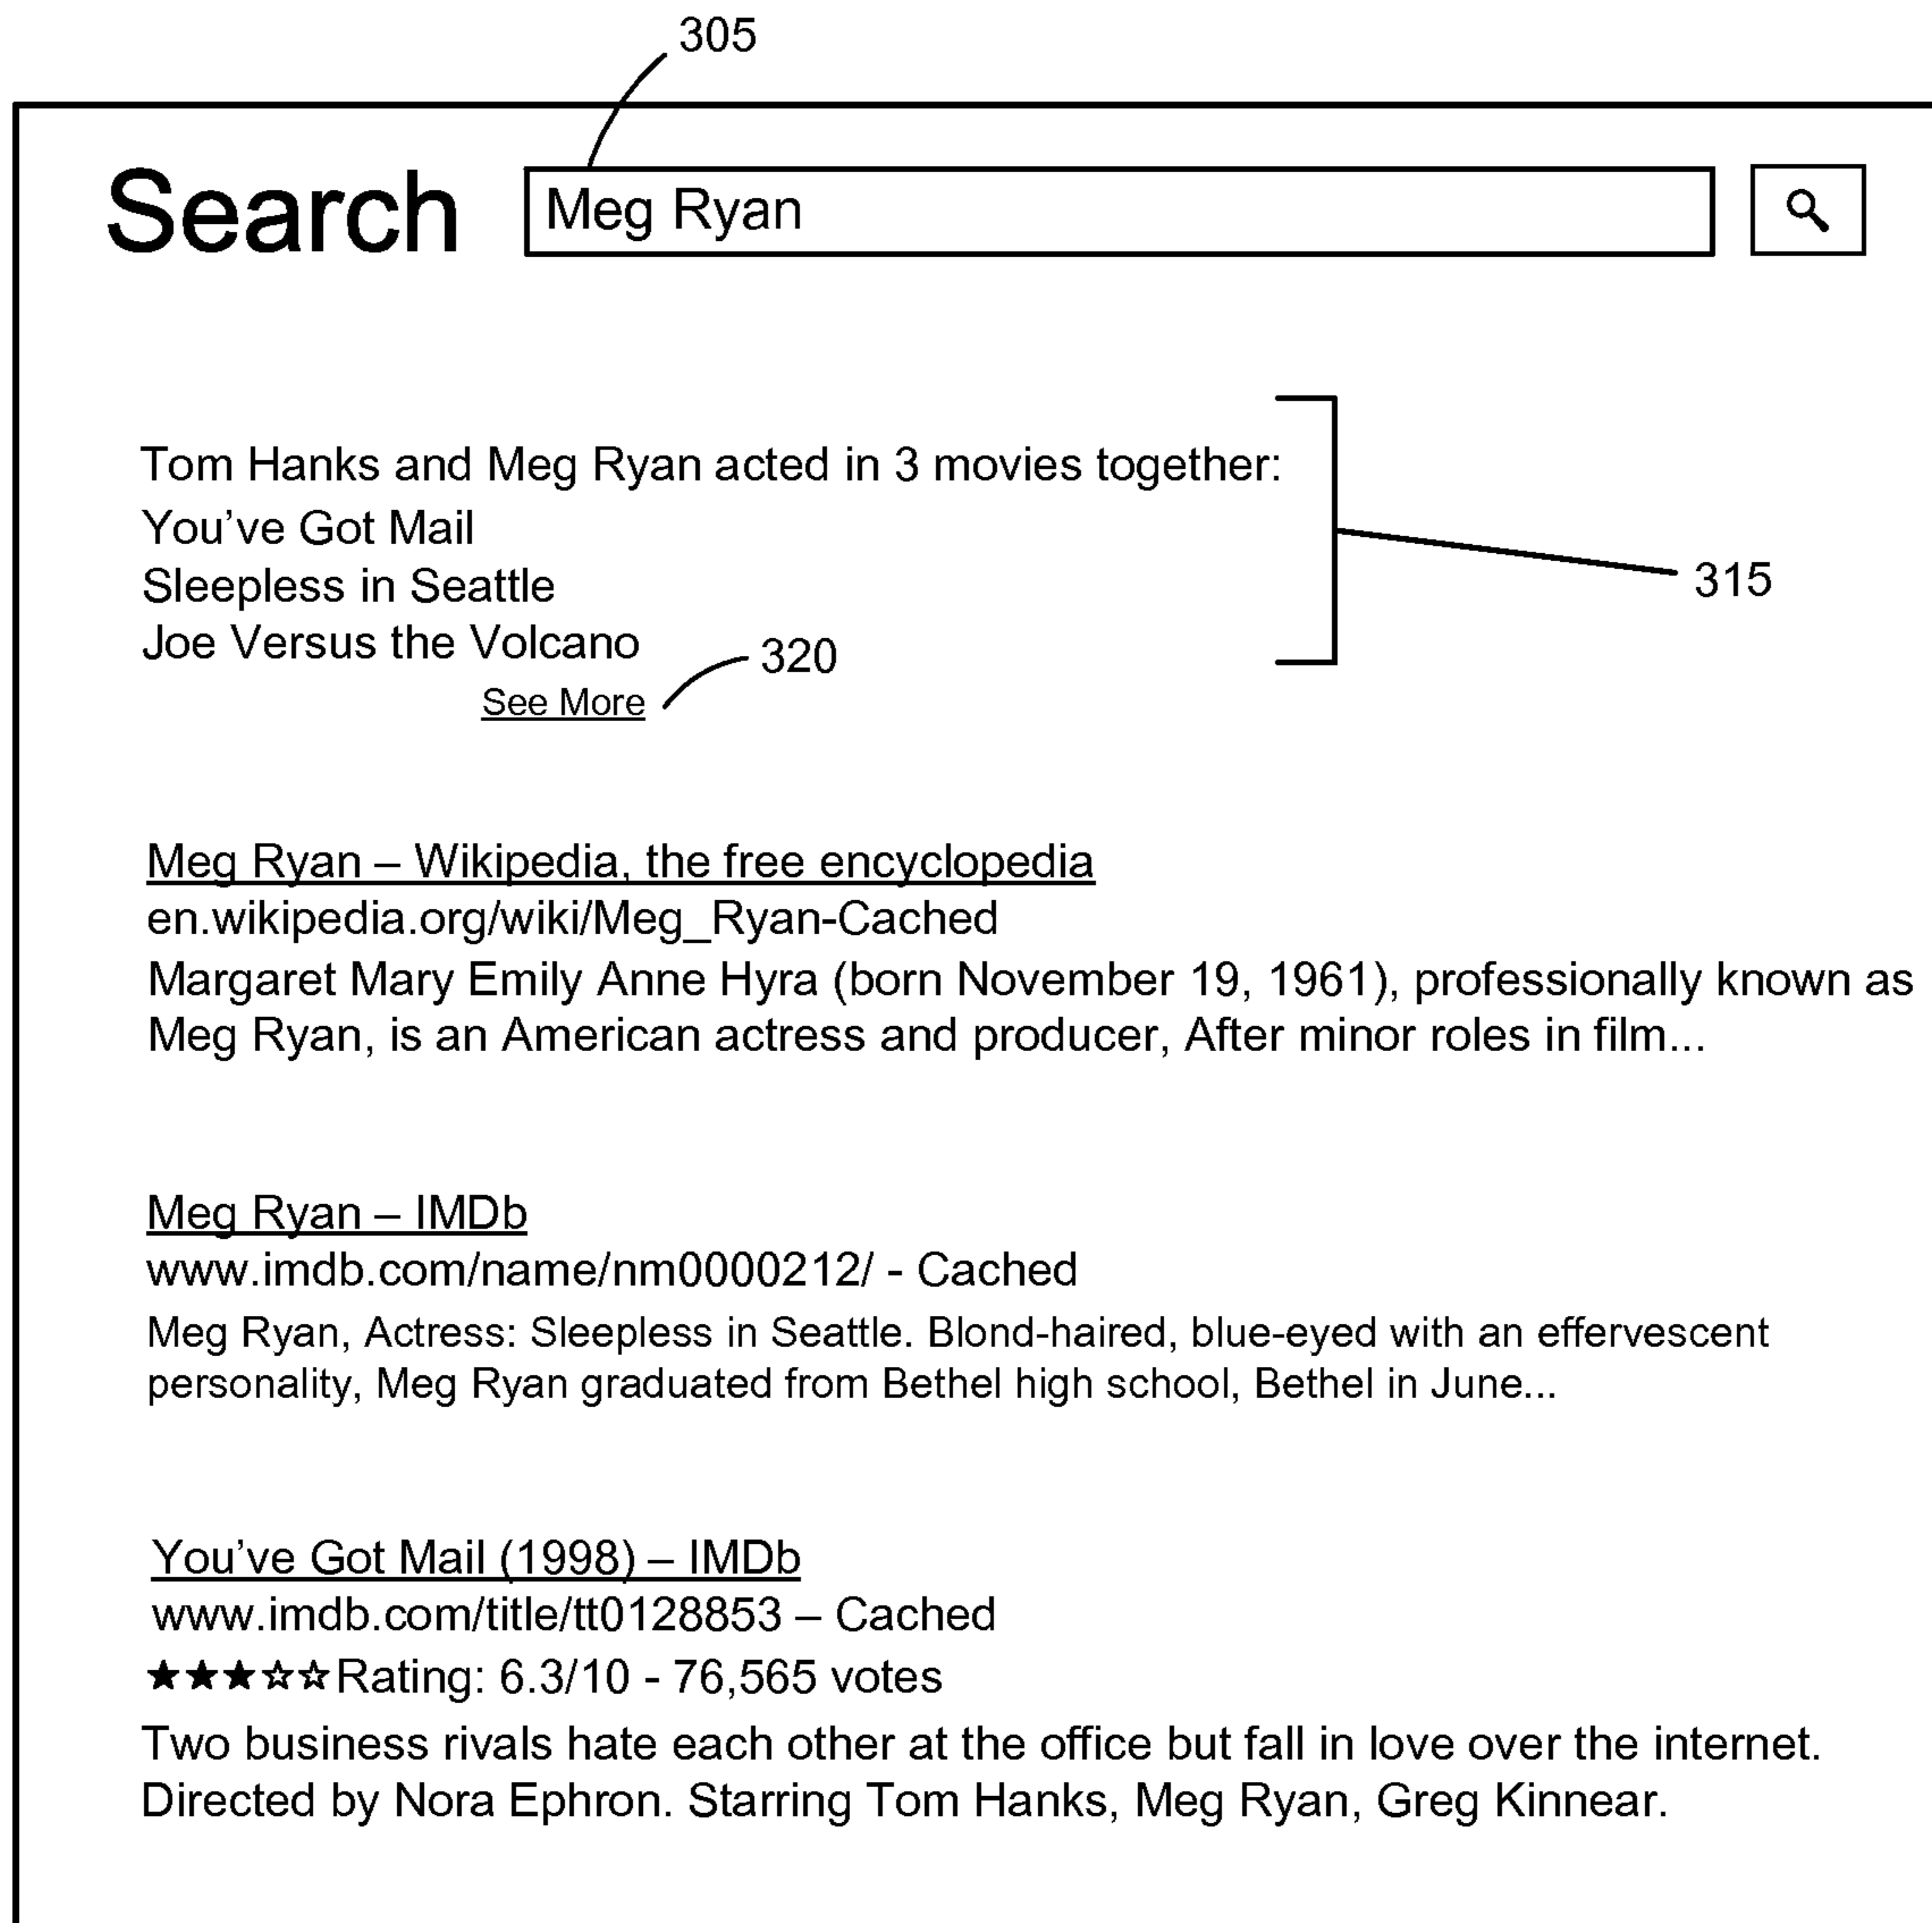 305
Search Meg Ryan
Tom Hanks and Meg Ryan acted in 3 movies together:
You’ve Got Mail
Sleepless in Seattle
315
Joe Versus the Volcano
320
See More
Meg Ryan – Wikipedia, the free encyclopedia
en.wikipedia.org/wiki/Meg_Ryan-Cached
Margaret Mary Emily Anne Hyra (born November 19, 1961), professionally known as
Meg Ryan, is an American actress and producer, After minor roles in film...
Meg Ryan – IMDb
www.imdb.com/name/nm0000212/ - Cached
Meg Ryan, Actress: Sleepless in Seattle. Blond-haired, blue-eyed with an effervescent
personality, Meg Ryan graduated from Bethel high school, Bethel in June...
You’ve Got Mail (1998) – IMDb
www.imdb.com/title/tt0128853 – Cached
★★★☆☆Rating: 6.3/10 - 76,565 votes
Two business rivals hate each other at the office but fall in love over the internet.
Directed by Nora Ephron. Starring Tom Hanks, Meg Ryan, Greg Kinnear.